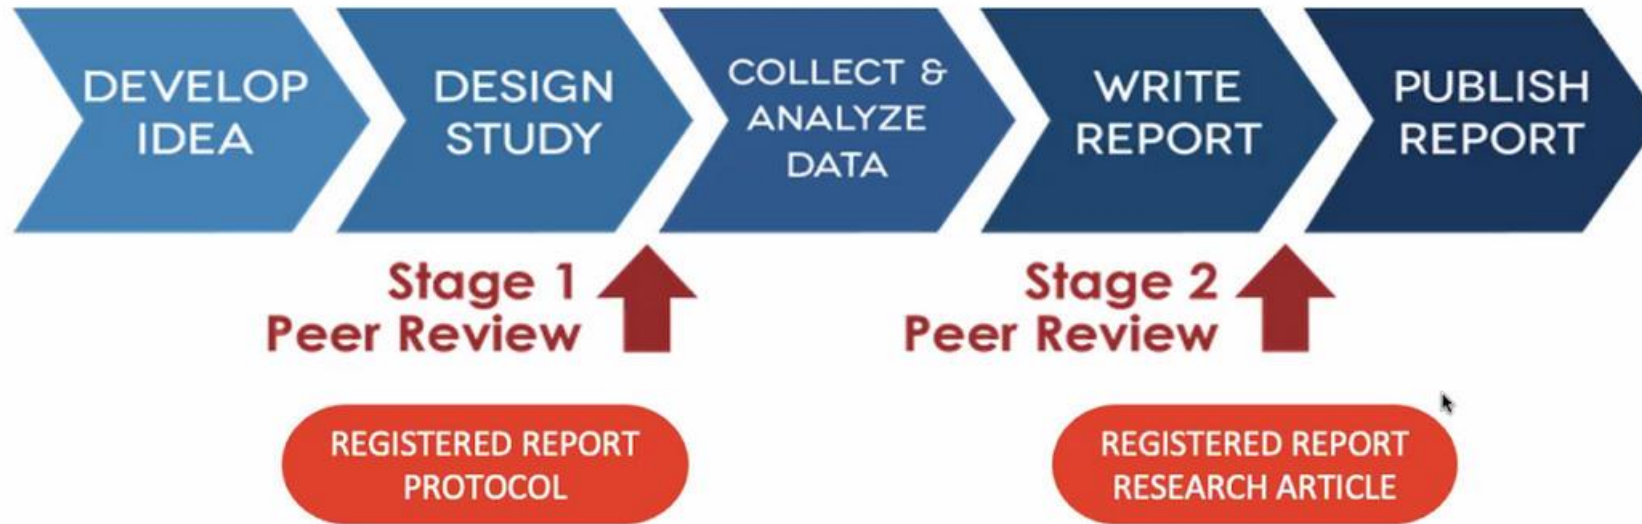 DEVELOP
IDEA
DESIGN
STUDY
COLLECT &
ANALYZE
DATA
WRITE
REPORT
PUBLISH
REPORT
Stage 1
Peer Review
Stage 2
Peer Review
REGISTERED REPORT
PROTOCOL
REGISTERED REPORT
RESEARCH ARTICLE